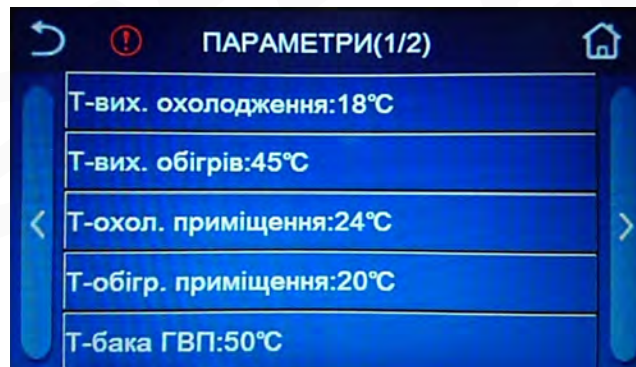 ПАРАМЕТРИ(1/2)
Т-вих. охолодження:18°C
Т-вих. обігрів:45°C
Т-охол. приміщення:24°C
Т-обігр. приміщення:20°C
Т-бака ГВП:50°C